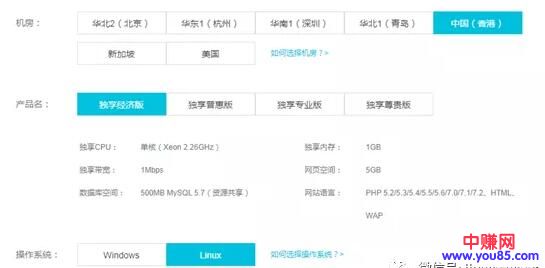 机房： 华北2（北京） 华东1（杭州） 华南1（深圳） 华北1（青岛） 中国（香港）
新加坡 美国 如何选择机房？>
产品名： 独享经济版 独享普惠版 独享专业版 独享尊贵版
独享CPU： 单核（Xeon 2.26GHz） 独享内存： 1GB
独享带宽： 1Mbps 网页空间： 5GB
数据库空间： 500MB MySQL 5.7（资源共享） 网站语言： PHP 5.2/5.3/5.4/5.5/5.6/7.0/7.1/7.2、HTML、
WAP
操作系统： Windows Linux 如何选择操作系统？>
中赚网
www.you85.com